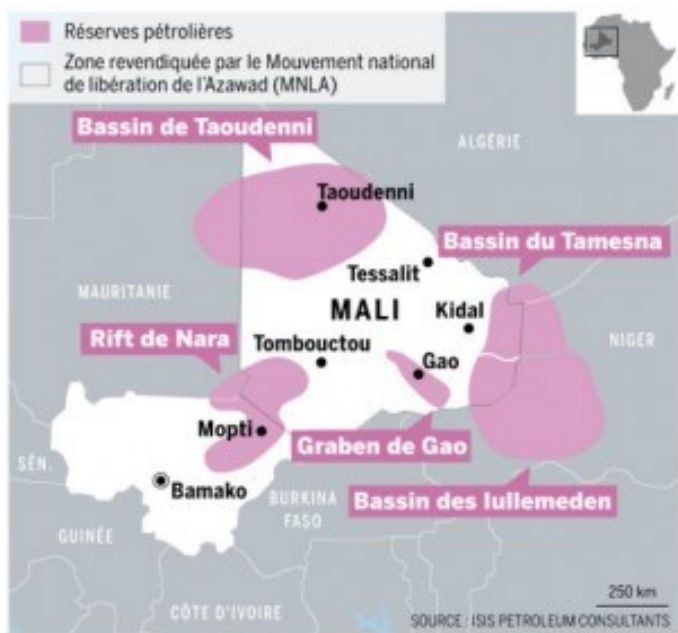 Réserves pétrolières
Zone revendiquée par le Mouvement national
de libération de l'Azawad (MNLA)
Bassin de Taoudenni
ALGÉRIE
Taoudenni
Bassin du Tamesna
Tessalit
MAURITANIE
MALI
Kidal
Rift de Nara
Tombouctou
NIGER
Gao
Mopti
Graben de Gao
SÉN.
Bamako
BURKINA
FASO
Bassin des Iullemeden
GUINÉE
250 km
CÔTE D'IVOIRE
SOURCE : ISIS PETROLEUM CONSULTANTS